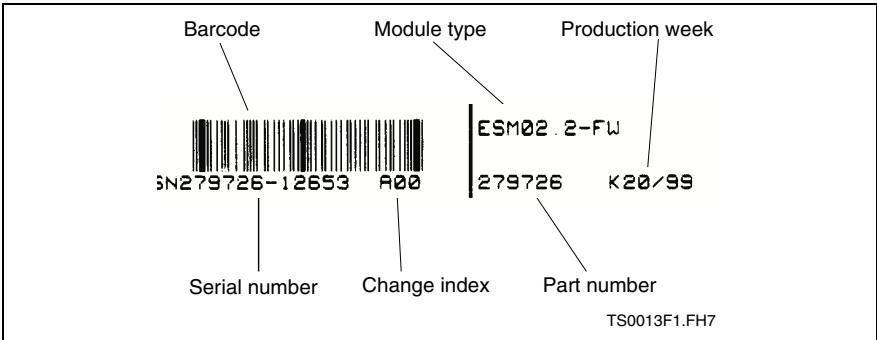 Barcode Module type Production week
ESM02.2-FW
SN279726-12653 A00 279726 K20/99
Serial number Change index Part number
TS0013F1.FH7